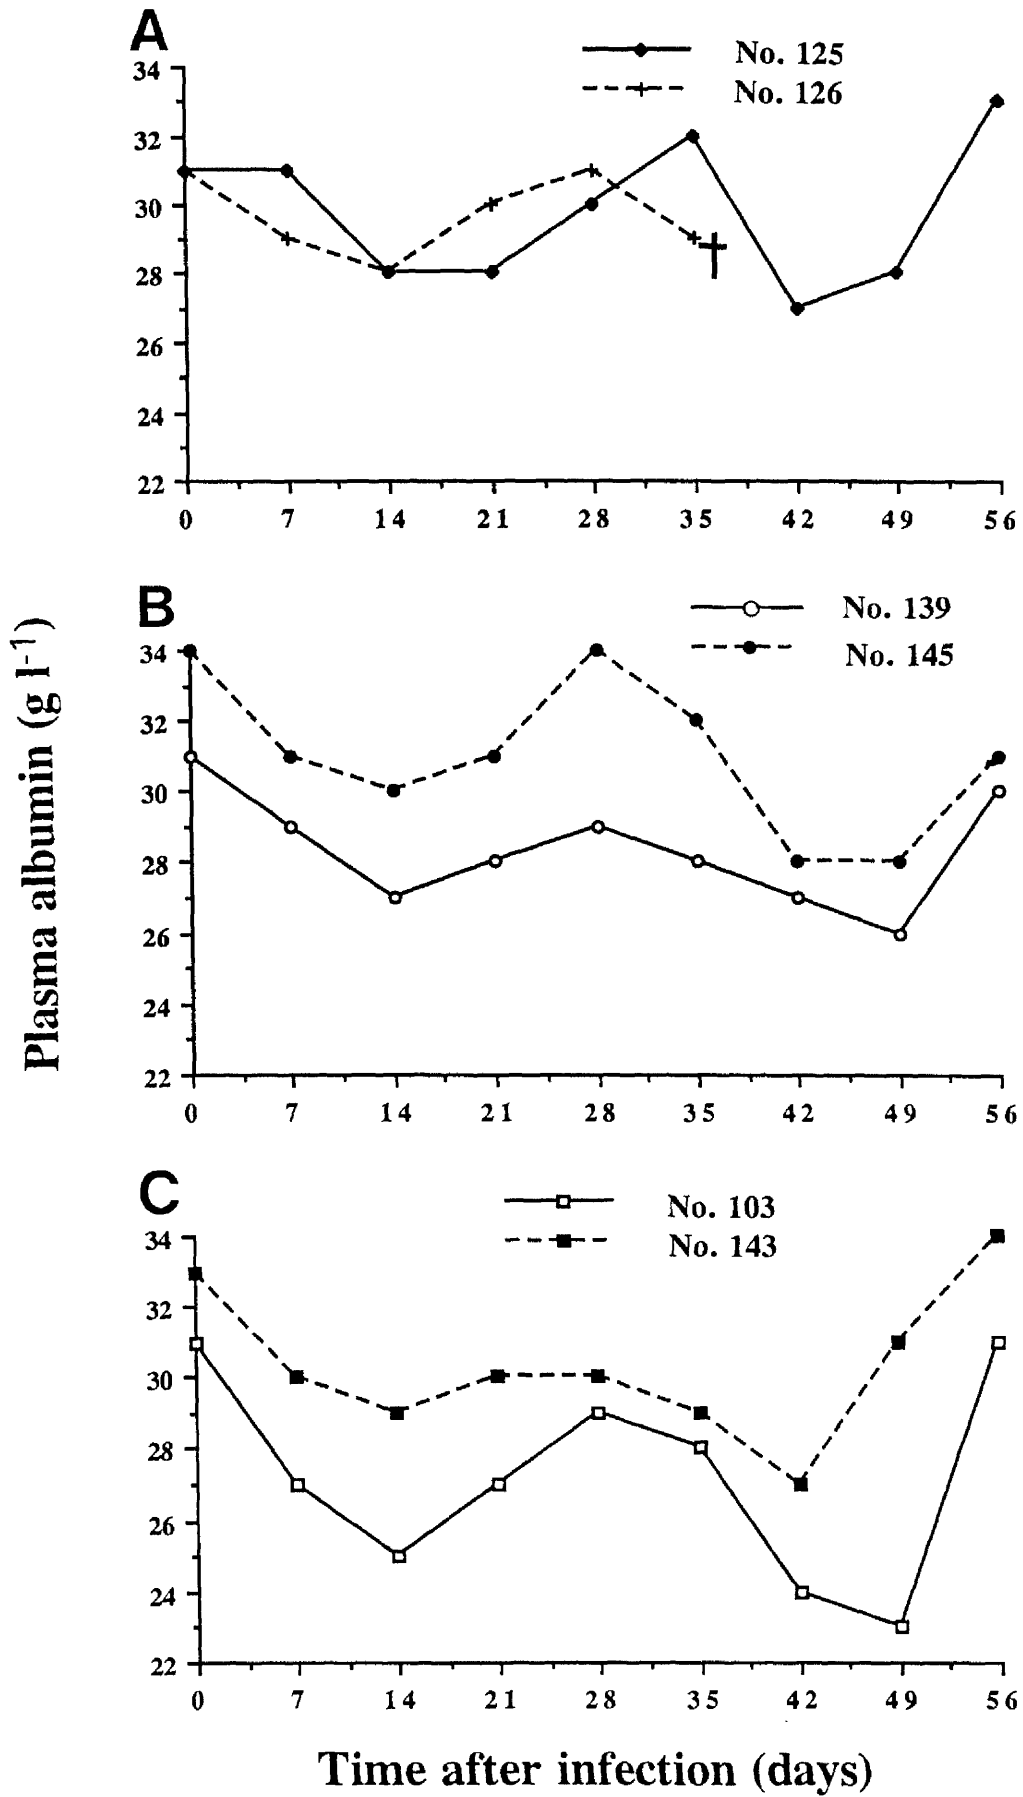 A
No. 125
No. 126
34
32
30
28
26
24
22
0 7 14 21 28 35 42 49 56
†
B
No. 139
No. 145
34
32
30
28
26
24
22
0 7 14 21 28 35 42 49 56
Plasma albumin (g l⁻¹)
C
No. 103
No. 143
34
32
30
28
26
24
22
0 7 14 21 28 35 42 49 56
Time after infection (days)